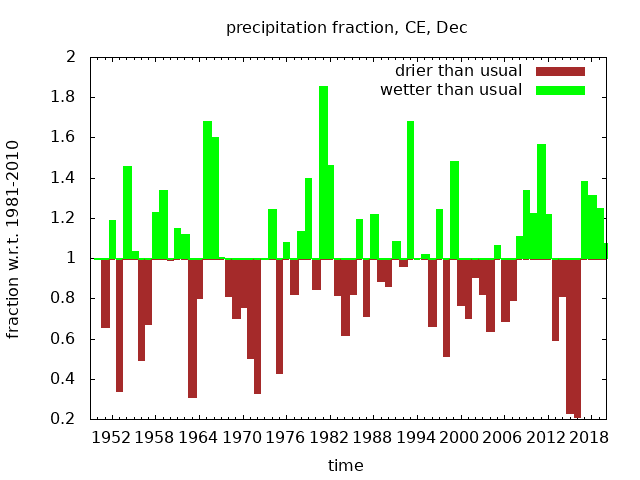 precipitation fraction, CE, Dec
drier than usual
wetter than usual
2
1.8
1.6
1.4
1.2
1
0.8
0.6
0.4
0.2
fraction w.r.t. 1981-2010
1952 1958 1964 1970 1976 1982 1988 1994 2000 2006 2012 2018
time